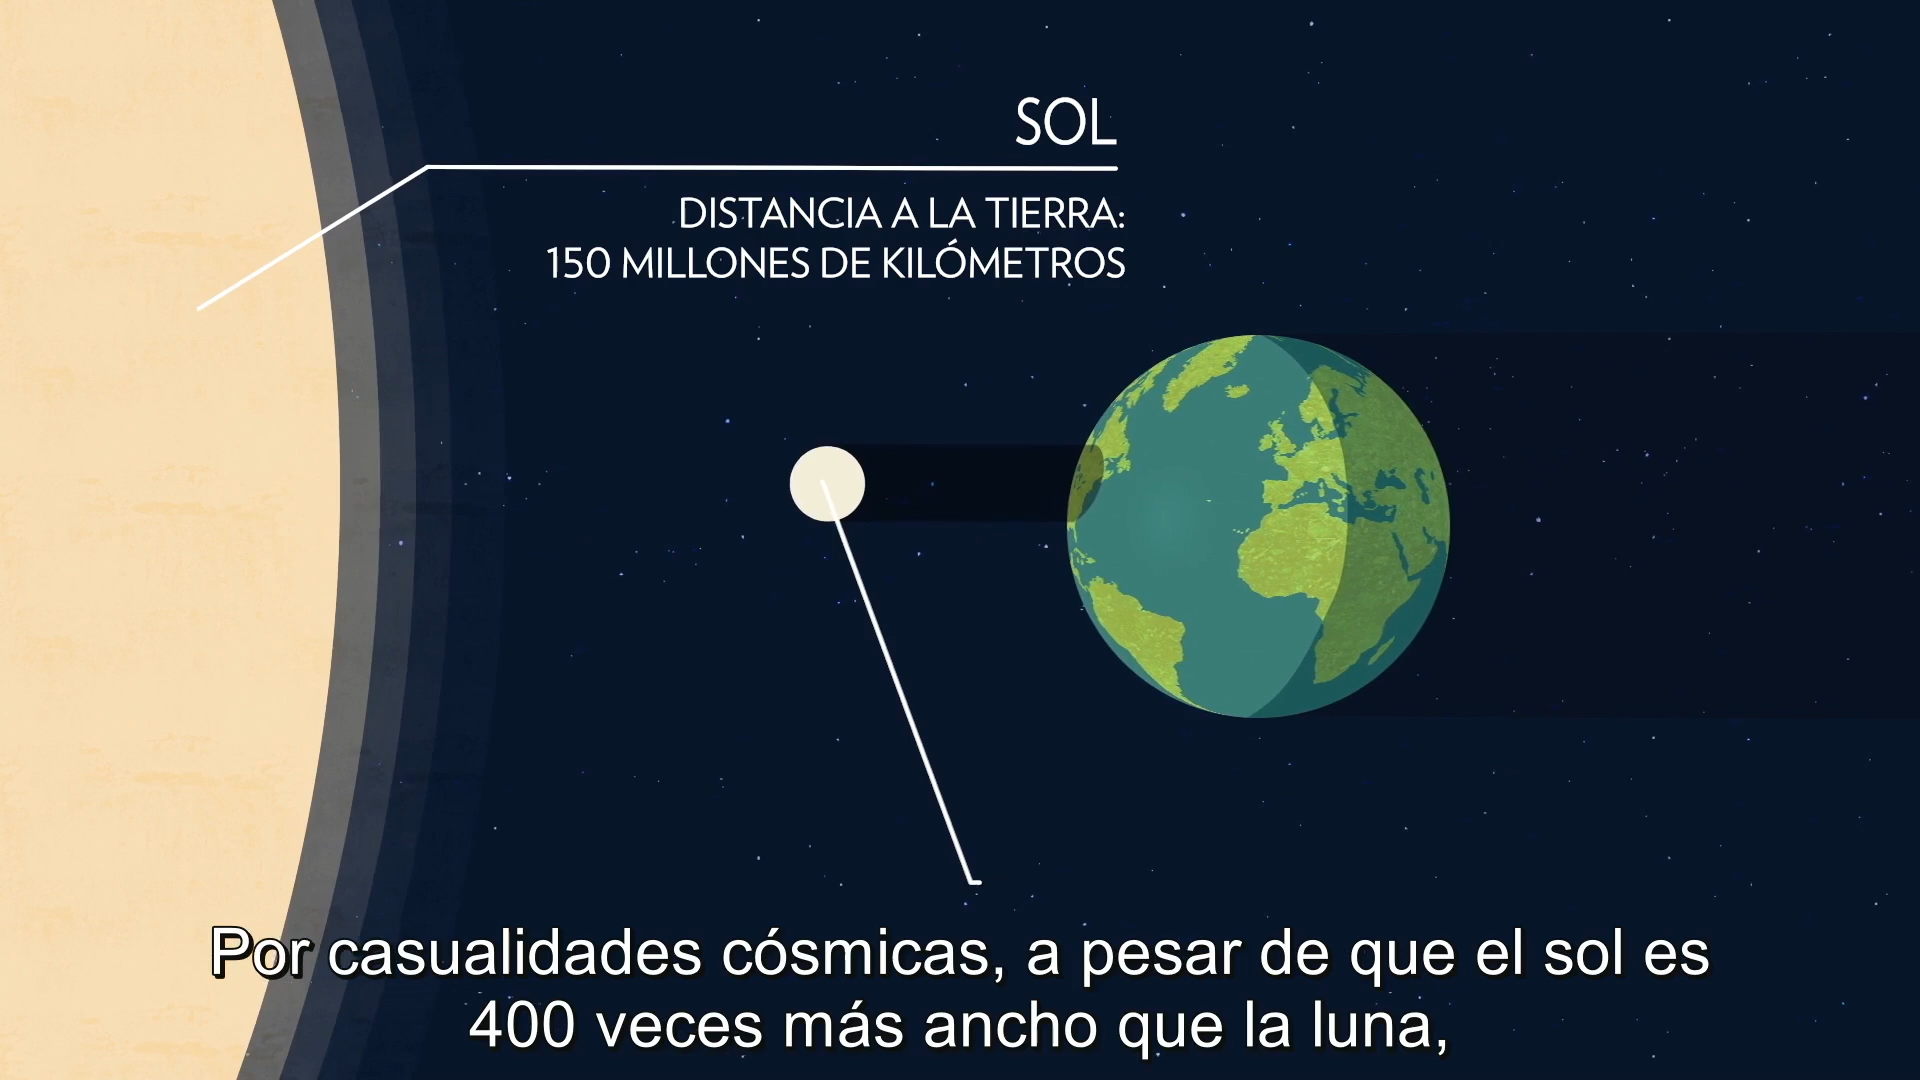 SOL
DISTANCIA A LA TIERRA:
150 MILLONES DE KILÓMETROS
Por casualidades cósmicas, a pesar de que el sol es
400 veces más ancho que la luna,